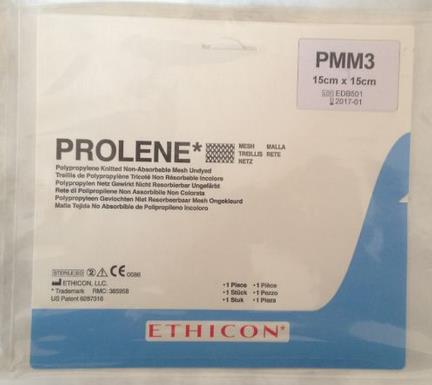 PMM3
15cm x 15cm
LOT EDB501
2017-01
PROLENE*
MESH MALLA
TREILLIS RETE
NETZ
Polypropylene Knitted Non-Absorbable Mesh Undyed
Treillis de Polypropylène Tricoté Non Résorbable Incolore
Polypropylen Netz Gewirkt Nicht Resorbierbar Ungefärbt
Rete di Polipropilene Non Assorbibile Non Colorata
Polypropyleen Gevlochten Niet Resorbeerbaar Mesh Ongekleurd
Malla Tejida No Absorbible de Polipropileno Incoloro
STERILE EO 2 CE 0086
ETHICON, LLC.
* Trademark RMC: 365958
US Patent 6287316
•1 Piece •1 Pièce
•1 Stück •1 Pezzo
•1 Stuk •1 Pieza
ETHICON*